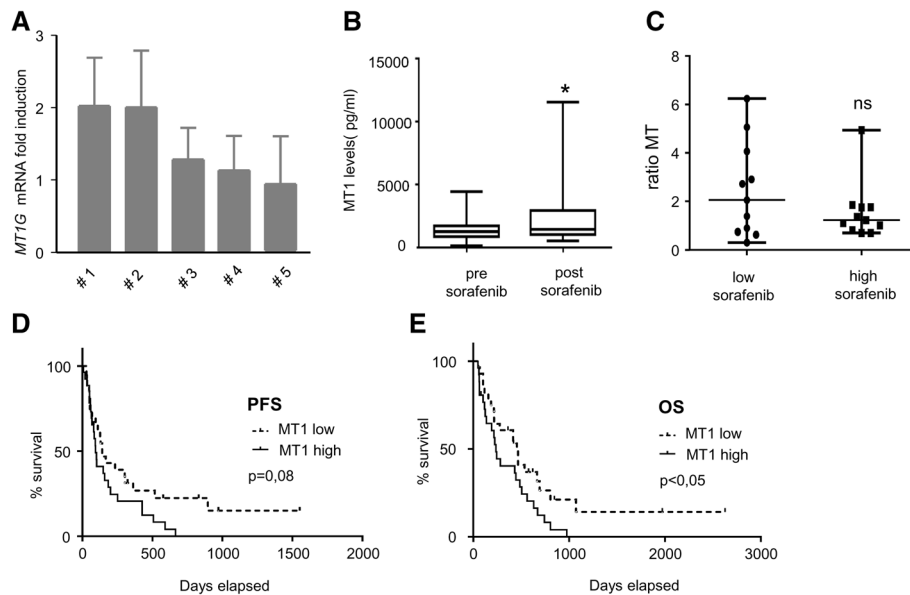 A
MT1G mRNA fold induction
3
2
1
0
# 1
# 2
# 3
# 4
# 5
B
MT1 levels( pg/ml)
15000
10000
5000
0
*
pre
sorafenib
post
sorafenib
C
ratio MT
8
6
4
2
0
ns
low
sorafenib
high
sorafenib
D
% survival
100
50
0
PFS
MT1 low
MT1 high
p=0,08
0
500
1000
1500
2000
Days elapsed
E
% survival
100
50
0
OS
MT1 low
MT1 high
p<0,05
0
1000
2000
3000
Days elapsed